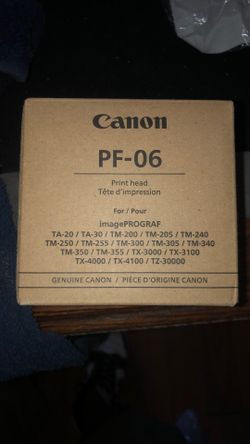 Canon
PF-06
Print head
Tête d'impression
For / Pour
imagePROGRAF
TA-20 / TA-30 / TM-200 / TM-205 / TM-240
TM-250 / TM-255 / TM-300 / TM-305 / TM-340
TM-350 / TM-355 / TX-3000 / TX-3100
TX-4000 / TX-4100 / TZ-30000
GENUINE CANON / PIÈCE D'ORIGINE CANON